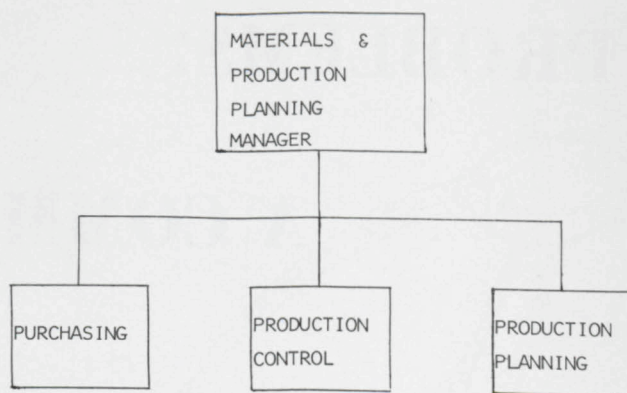 MATERIALS &
PRODUCTION
PLANNING
MANAGER
PURCHASING
PRODUCTION
CONTROL
PRODUCTION
PLANNING